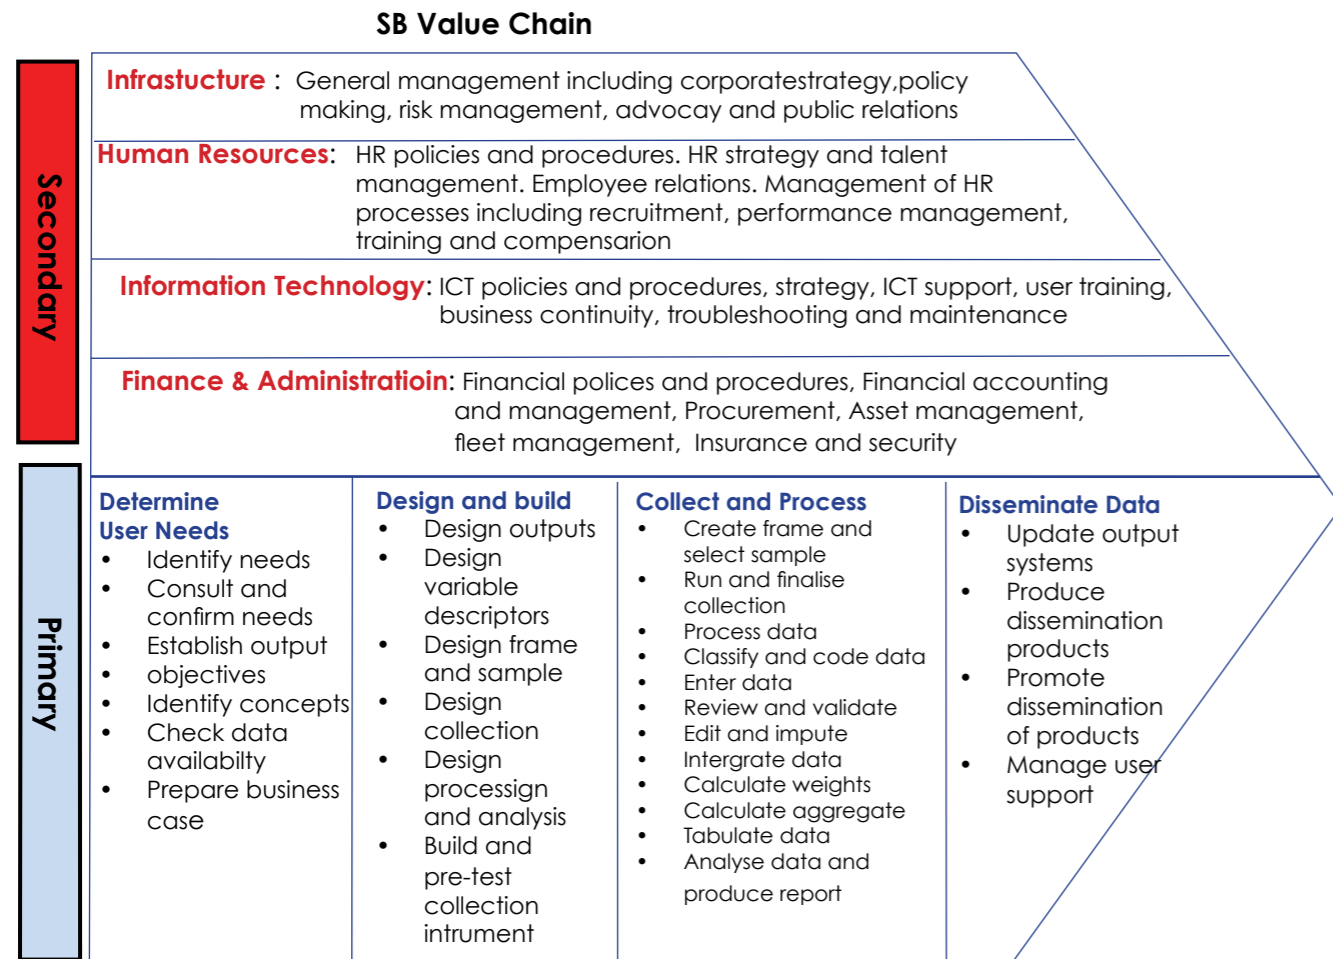 SB Value Chain
Secondary
Infrastucture : General management including corporatestrategy,policy
making, risk management, advocay and public relations
Human Resources: HR policies and procedures. HR strategy and talent
management. Employee relations. Management of HR
processes including recruitment, performance management,
training and compensarion
Information Technology: ICT policies and procedures, strategy, ICT support, user training,
business continuity, troubleshooting and maintenance
Finance & Administratioin: Financial polices and procedures, Financial accounting
and management, Procurement, Asset management,
fleet management, Insurance and security
Primary
Determine
User Needs
• Identify needs
• Consult and
confirm needs
• Establish output
• objectives
• Identify concepts
• Check data
availabilty
• Prepare business
case
Design and build
• Design outputs
• Design
variable
descriptors
• Design frame
and sample
• Design
collection
• Design
processign
and analysis
• Build and
pre-test
collection
intrument
Collect and Process
• Create frame and
select sample
• Run and finalise
collection
• Process data
• Classify and code data
• Enter data
• Review and validate
• Edit and impute
• Intergrate data
• Calculate weights
• Calculate aggregate
• Tabulate data
• Analyse data and
produce report
Disseminate Data
• Update output
systems
• Produce
dissemination
products
• Promote
dissemination
of products
• Manage user
support